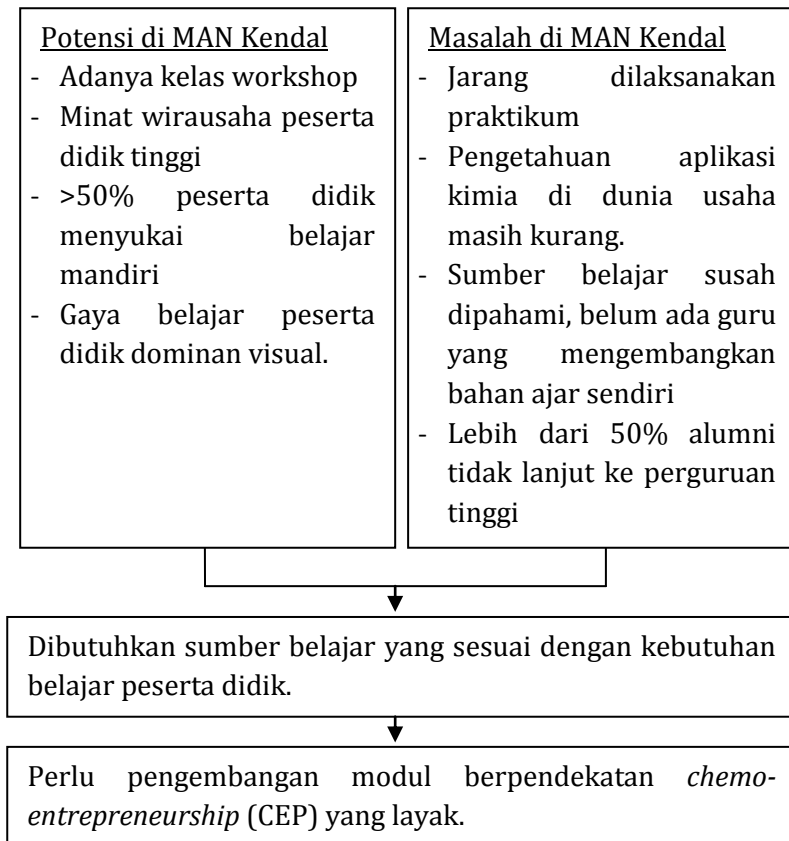 Potensi di MAN Kendal
- Adanya kelas workshop
- Minat wirausaha peserta
didik tinggi
- >50% peserta didik
menyukai belajar
mandiri
- Gaya belajar peserta
didik dominan visual.
Masalah di MAN Kendal
- Jarang dilaksanakan
praktikum
- Pengetahuan aplikasi
kimia di dunia usaha
masih kurang.
- Sumber belajar susah
dipahami, belum ada guru
yang mengembangkan
bahan ajar sendiri
- Lebih dari 50% alumni
tidak lanjut ke perguruan
tinggi
Dibutuhkan sumber belajar yang sesuai dengan kebutuhan
belajar peserta didik.
Perlu pengembangan modul berpendekatan chemo-
entrepreneurship (CEP) yang layak.